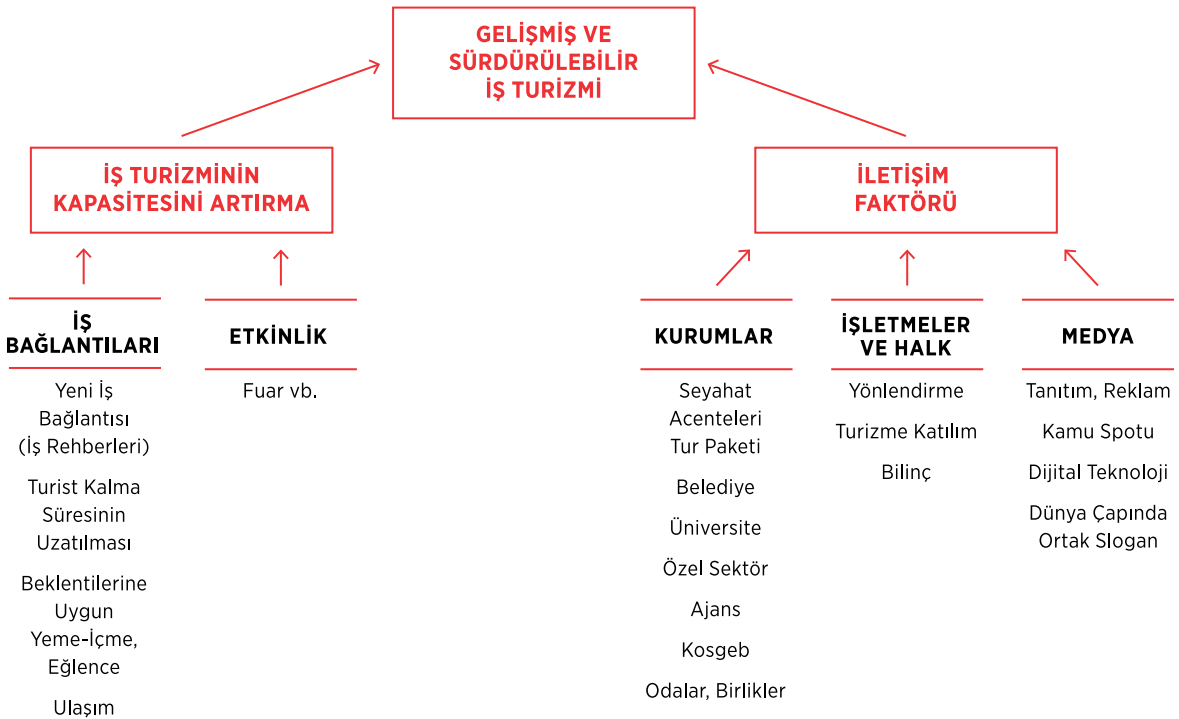 GELİŞMİŞ VE
SÜRDÜRÜLEBİLİR
İŞ TURİZMİ
İŞ TURİZMİNİN
KAPASİTESİNİ ARTIRMA
İLETİŞİM
FAKTÖRÜ
İŞ
BAĞLANTILARI
Yeni İş
Bağlantısı
(İş Rehberleri)
Turist Kalma
Süresinin
Uzatılması
Beklentilerine
Uygun
Yeme-İçme,
Eğlence
Ulaşım
ETKİNLİK
Fuar vb.
KURUMLAR
Seyahat
Acenteleri
Tur Paketi
Belediye
Üniversite
Özel Sektör
Ajans
Kosgeb
Odalar, Birlikler
İŞLETMELER
VE HALK
Yönlendirme
Turizme Katılım
Bilinç
MEDYA
Tanıtım, Reklam
Kamu Spotu
Dijital Teknoloji
Dünya Çapında
Ortak Slogan